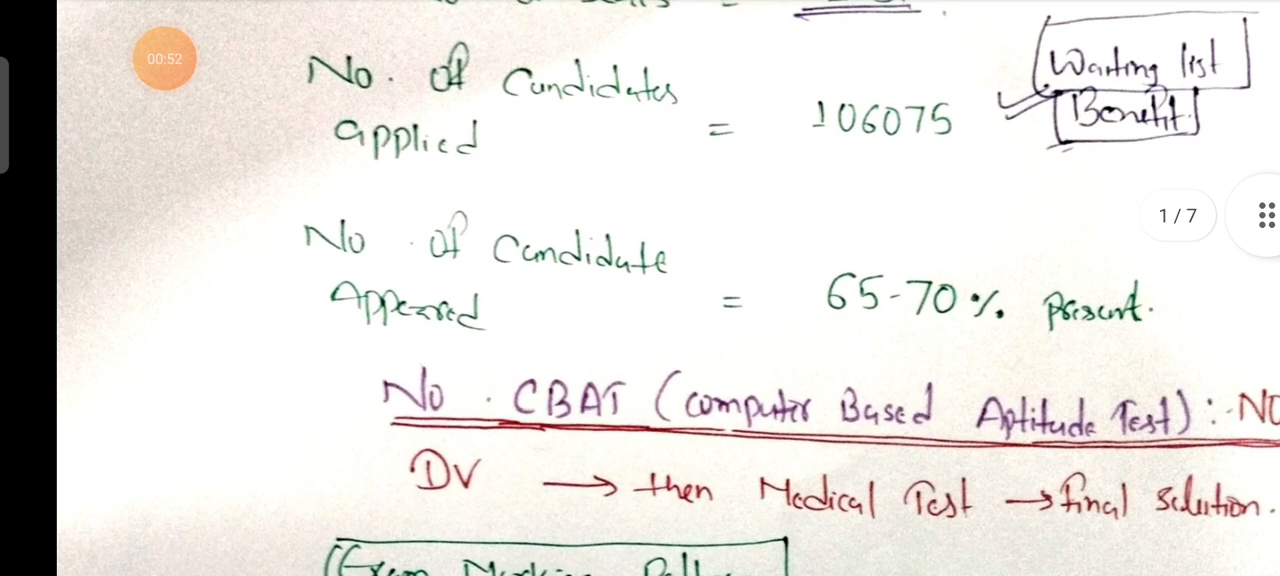 00:52
No. of Candidates
applied = 106075
Waiting list
Benefit
1 / 7
No. of Candidate
Appeared = 65-70% Present.
No. CBAT (Computer Based Aptitude Test): NO
DV → then Medical Test → final solution.